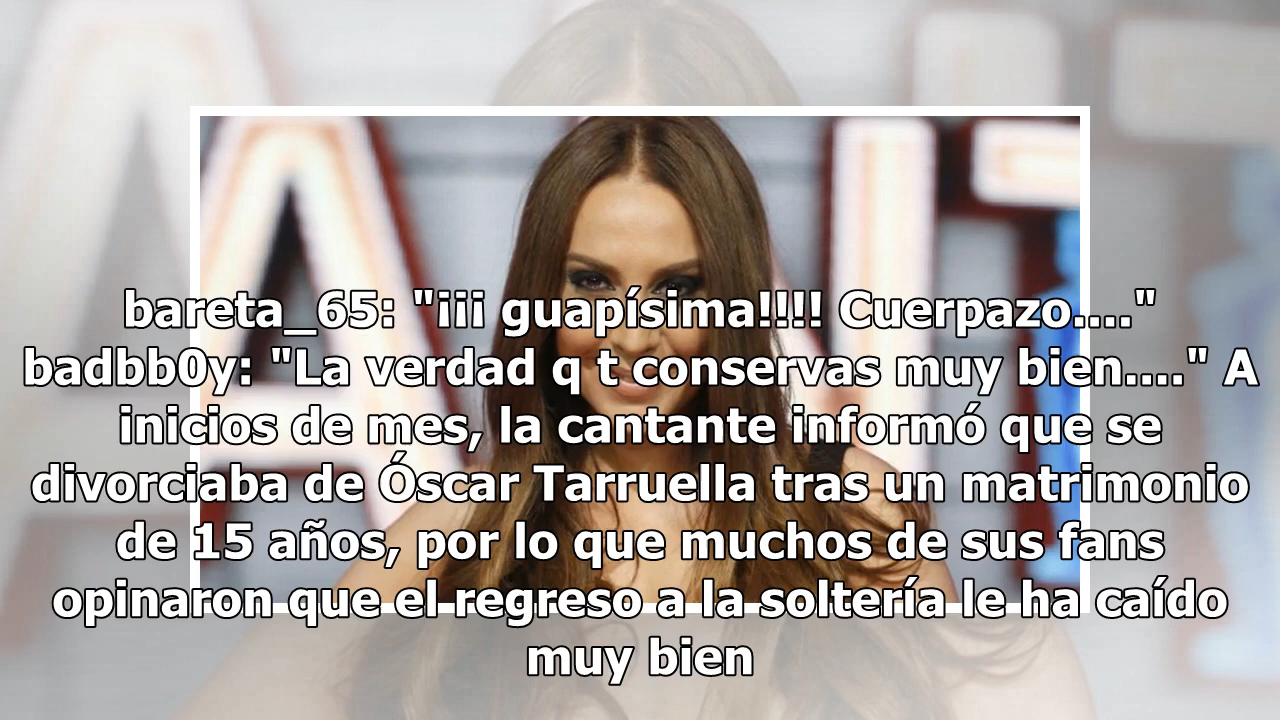 bareta_65: "¡¡¡ guapísima!!!! Cuerpazo...."
badbb0y: "La verdad q t conservas muy bien...." A
inicios de mes, la cantante informó que se
divorciaba de Óscar Tarruella tras un matrimonio
de 15 años, por lo que muchos de sus fans
opinaron que el regreso a la soltería le ha caído
muy bien